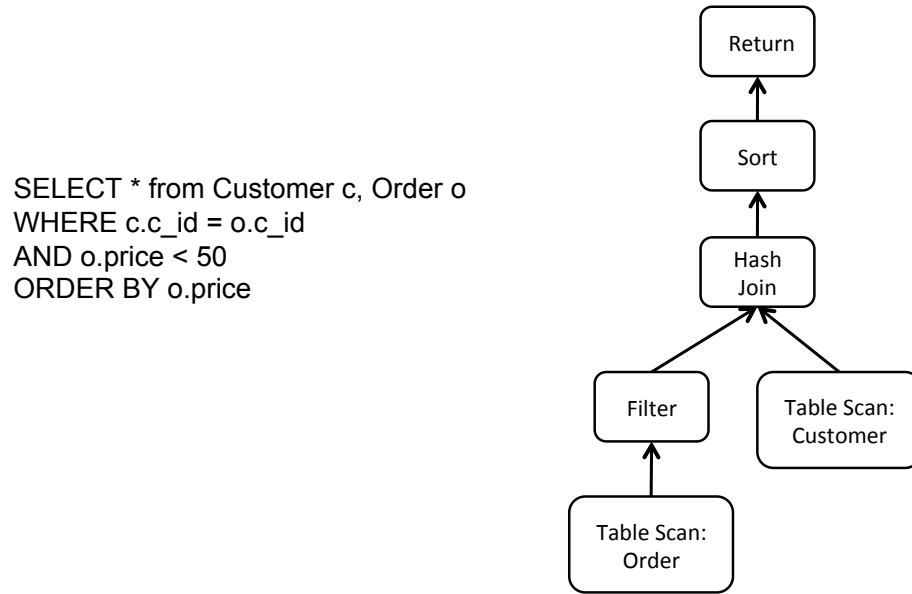 SELECT * from Customer c, Order o
WHERE c.c_id = o.c_id
AND o.price < 50
ORDER BY o.price
Return
Sort
Hash
Join
Filter
Table Scan:
Customer
Table Scan:
Order